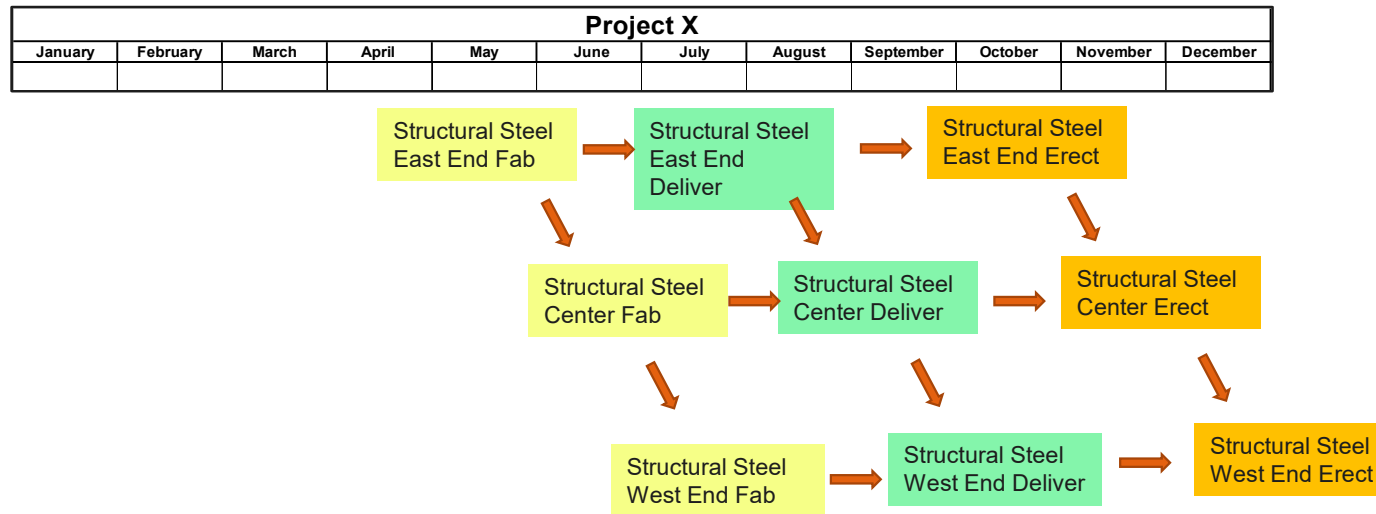 Project X
January February March April May June July August September October November December
Structural Steel
East End Fab
Structural Steel
East End
Deliver
Structural Steel
East End Erect
Structural Steel
Center Fab
Structural Steel
Center Deliver
Structural Steel
Center Erect
Structural Steel
West End Fab
Structural Steel
West End Deliver
Structural Steel
West End Erect